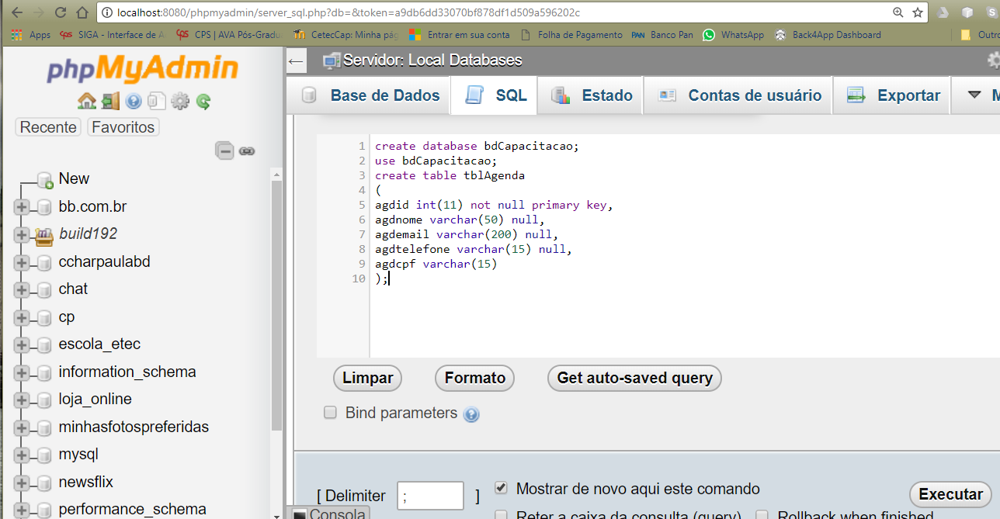 localhost:8080/phpmyadmin/server_sql.php?db=&token=a9db6dd33070bf878df1d509a596202c
Apps SIGA - Interface de A CPS | AVA Pós-Gradu CetecCap: Minha pág Entrar em sua conta Folha de Pagamento PAN Banco Pan WhatsApp Back4App Dashboard Outro
phpMyAdmin
Recente Favoritos
New
bb.com.br
build192
ccharpaulabd
chat
cp
escola_etec
information_schema
loja_online
minhasfotospreferidas
mysql
newsflix
performance_schema
Servidor: Local Databases
Base de Dados SQL Estado Contas de usuário Exportar M
1 create database bdCapacitacao;
2 use bdCapacitacao;
3 create table tblAgenda
4 (
5 agdid int(11) not null primary key,
6 agdnome varchar(50) null,
7 agdemail varchar(200) null,
8 agdtelefone varchar(15) null,
9 agdcpf varchar(15)
10 );
Limpar Formato Get auto-saved query
Bind parameters
[ Delimiter ; ] Mostrar de novo aqui este comando Executar
Consola Reter a caixa da consulta (query) Rollback when finished